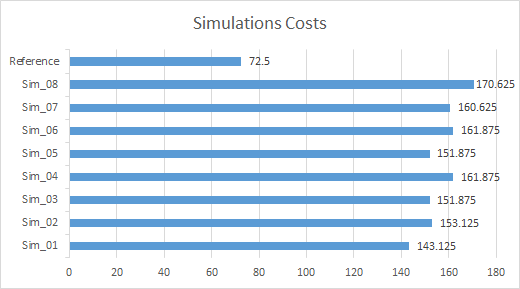 Simulations Costs
Reference 72.5
Sim_08 170.625
Sim_07 160.625
Sim_06 161.875
Sim_05 151.875
Sim_04 161.875
Sim_03 151.875
Sim_02 153.125
Sim_01 143.125
0 20 40 60 80 100 120 140 160 180